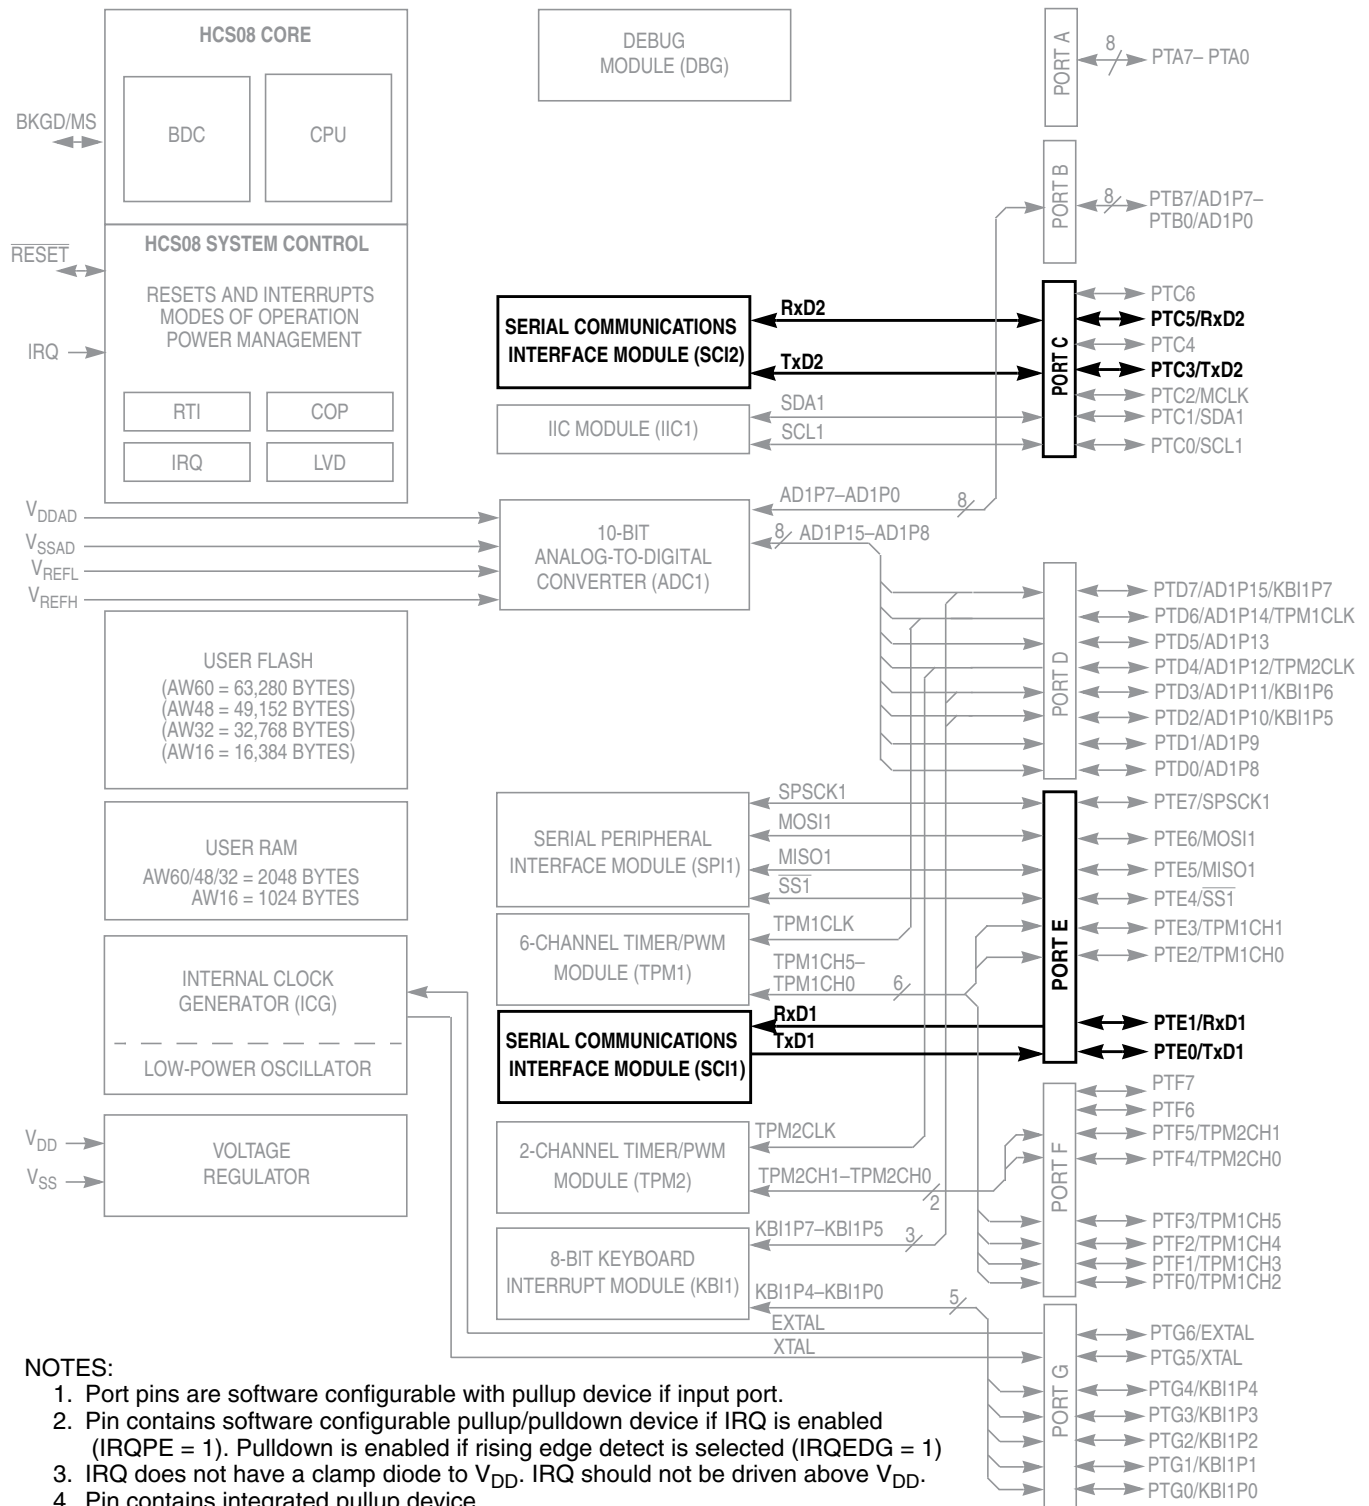 HCS08 CORE
BDC
CPU
BKGD/MS
HCS08 SYSTEM CONTROL
RESET
RESETS AND INTERRUPTS
MODES OF OPERATION
POWER MANAGEMENT
IRQ
RTI
COP
IRQ
LVD
VDDAD
VSSAD
VREFL
VREFH
USER FLASH
(AW60 = 63,280 BYTES)
(AW48 = 49,152 BYTES)
(AW32 = 32,768 BYTES)
(AW16 = 16,384 BYTES)
USER RAM
AW60/48/32 = 2048 BYTES
AW16 = 1024 BYTES
INTERNAL CLOCK
GENERATOR (ICG)
LOW-POWER OSCILLATOR
VDD
VSS
VOLTAGE
REGULATOR
DEBUG
MODULE (DBG)
SERIAL COMMUNICATIONS
INTERFACE MODULE (SCI2)
RxD2
TxD2
IIC MODULE (IIC1)
SDA1
SCL1
10-BIT
ANALOG-TO-DIGITAL
CONVERTER (ADC1)
AD1P7–AD1P0
8
8
AD1P15–AD1P8
SERIAL PERIPHERAL
INTERFACE MODULE (SPI1)
SPSCK1
MOSI1
MISO1
SS1
6-CHANNEL TIMER/PWM
MODULE (TPM1)
TPM1CLK
TPM1CH5–
TPM1CH0
6
SERIAL COMMUNICATIONS
INTERFACE MODULE (SCI1)
RxD1
TxD1
2-CHANNEL TIMER/PWM
MODULE (TPM2)
TPM2CLK
TPM2CH1–TPM2CH0
2
8-BIT KEYBOARD
INTERRUPT MODULE (KBI1)
KBI1P7–KBI1P5
3
KBI1P4–KBI1P0
5
EXTAL
XTAL
PORT A
8
PTA7– PTA0
PORT B
8
PTB7/AD1P7–
PTB0/AD1P0
PORT C
PTC6
PTC5/RxD2
PTC4
PTC3/TxD2
PTC2/MCLK
PTC1/SDA1
PTC0/SCL1
PORT D
PTD7/AD1P15/KBI1P7
PTD6/AD1P14/TPM1CLK
PTD5/AD1P13
PTD4/AD1P12/TPM2CLK
PTD3/AD1P11/KBI1P6
PTD2/AD1P10/KBI1P5
PTD1/AD1P9
PTD0/AD1P8
PORT E
PTE7/SPSCK1
PTE6/MOSI1
PTE5/MISO1
PTE4/SS1
PTE3/TPM1CH1
PTE2/TPM1CH0
PTE1/RxD1
PTE0/TxD1
PORT F
PTF7
PTF6
PTF5/TPM2CH1
PTF4/TPM2CH0
PTF3/TPM1CH5
PTF2/TPM1CH4
PTF1/TPM1CH3
PTF0/TPM1CH2
PORT G
PTG6/EXTAL
PTG5/XTAL
PTG4/KBI1P4
PTG3/KBI1P3
PTG2/KBI1P2
PTG1/KBI1P1
PTG0/KBI1P0
NOTES:
1. Port pins are software configurable with pullup device if input port.
2. Pin contains software configurable pullup/pulldown device if IRQ is enabled
(IRQPE = 1). Pulldown is enabled if rising edge detect is selected (IRQEDG = 1)
3. IRQ does not have a clamp diode to VDD. IRQ should not be driven above VDD.
4. Pin contains integrated pullup device.